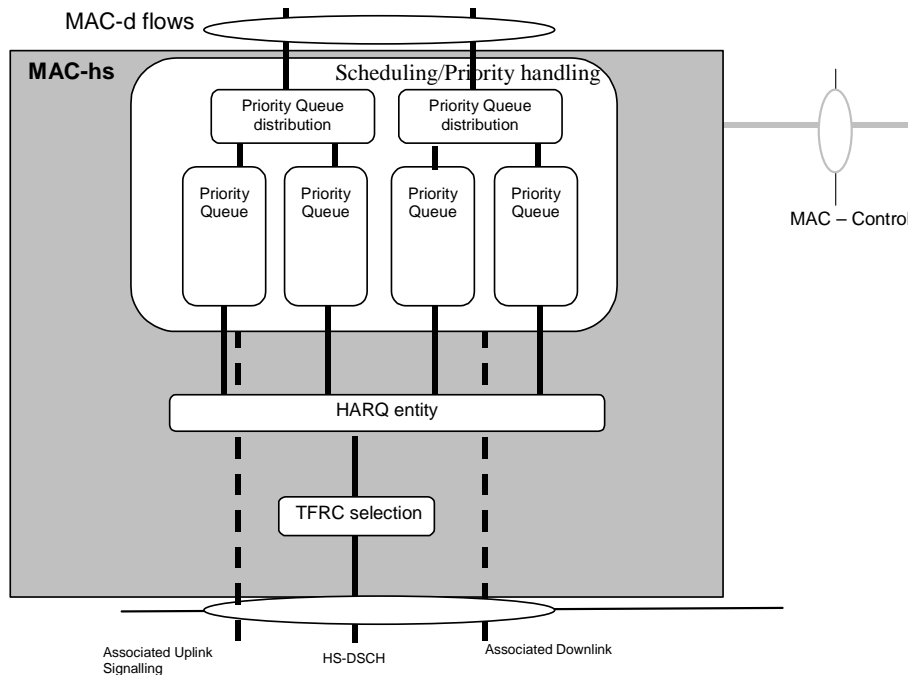 MAC-d flows
MAC-hs
Scheduling/Priority handling
Priority Queue
distribution
Priority Queue
distribution
Priority
Queue
Priority
Queue
Priority
Queue
Priority
Queue
MAC – Control
HARQ entity
TFRC selection
Associated Uplink
Signalling
HS-DSCH
Associated Downlink